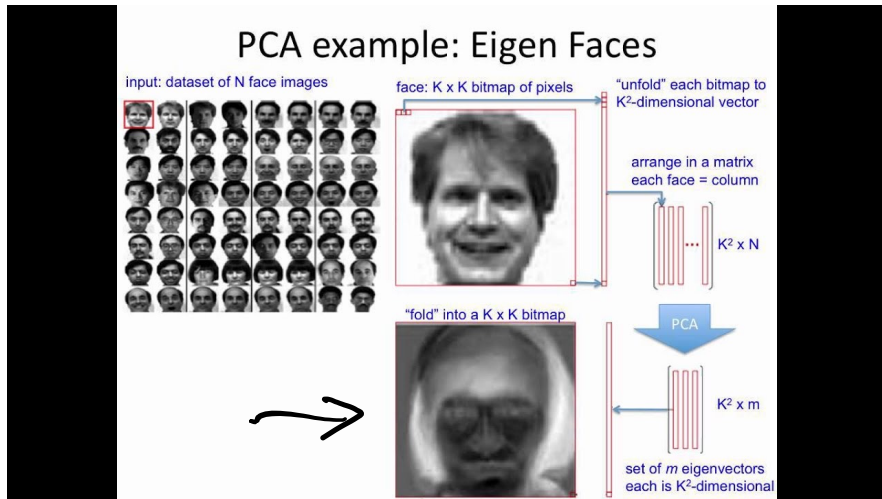 PCA example: Eigen Faces
input: dataset of N face images
face: K x K bitmap of pixels
“unfold” each bitmap to
K²-dimensional vector
arrange in a matrix
each face = column
K² x N
PCA
“fold” into a K x K bitmap
K² x m
set of m eigenvectors
each is K²-dimensional